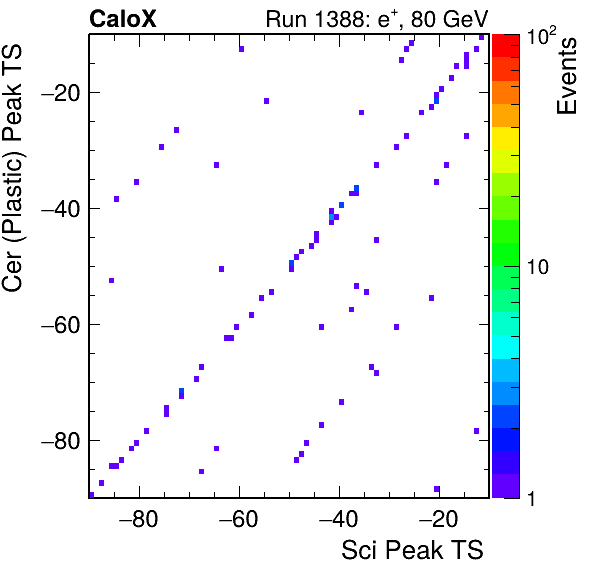 CaloX Run 1388: e⁺, 80 GeV
Cer (Plastic) Peak TS
−20
−40
−60
−80
−80 −60 −40 −20
Sci Peak TS
10²
10
1
Events